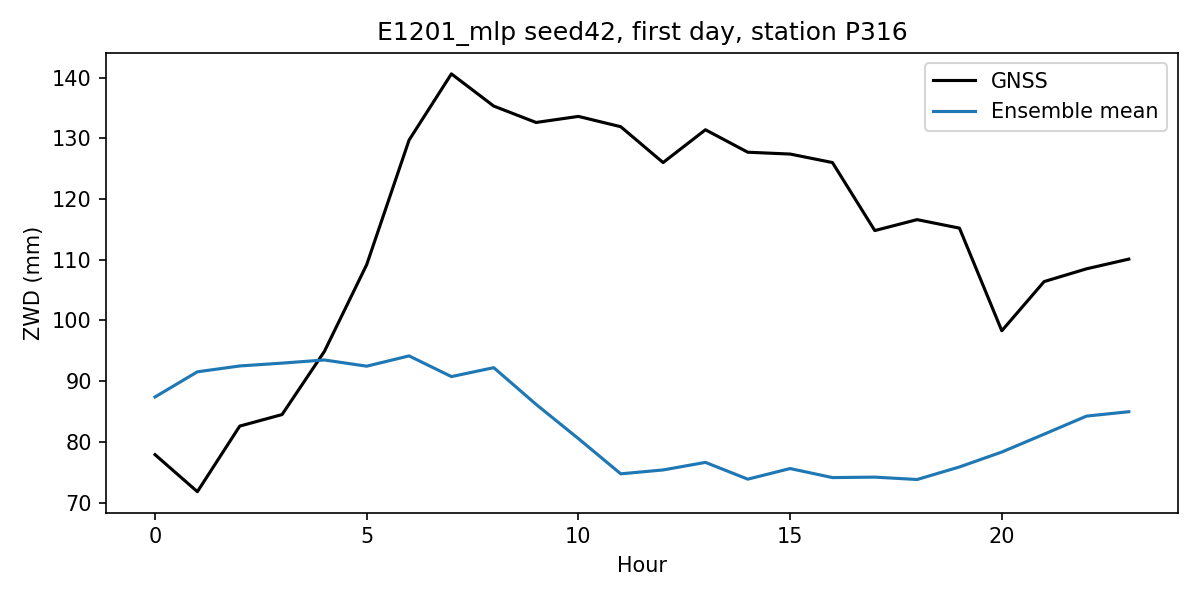 E1201_mlp seed42, first day, station P316
GNSS
Ensemble mean
ZWD (mm)
140
130
120
110
100
90
80
70
0 5 10 15 20
Hour